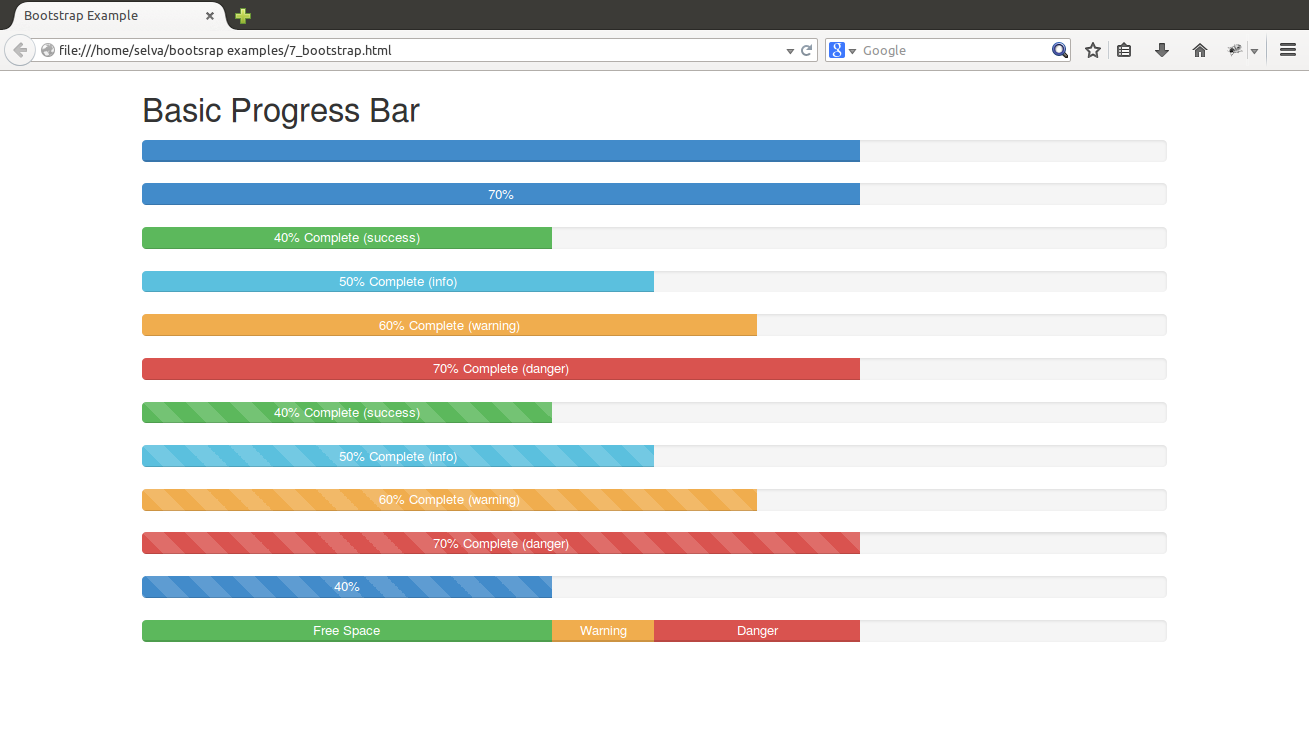 Bootstrap Example
file:///home/selva/bootsrap examples/7_bootstrap.html
Google
Basic Progress Bar
70%
40% Complete (success)
50% Complete (info)
60% Complete (warning)
70% Complete (danger)
40% Complete (success)
50% Complete (info)
60% Complete (warning)
70% Complete (danger)
40%
Free Space Warning Danger